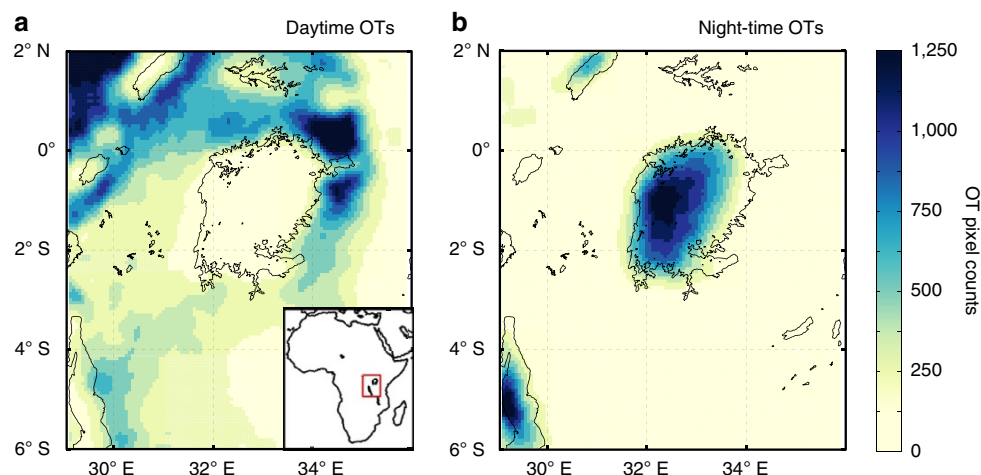 a
Daytime OTs
b
Night-time OTs
2° N
0°
2° S
4° S
6° S
30° E
32° E
34° E
2° N
0°
2° S
4° S
6° S
30° E
32° E
34° E
1,250
1,000
750
500
250
0
OT pixel counts